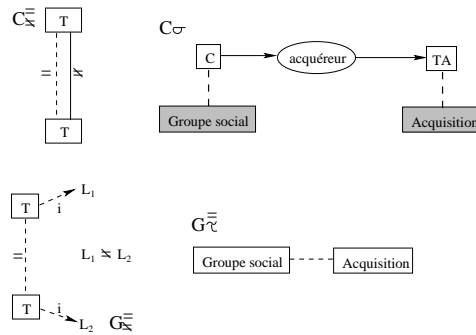 C
T
=
T
Cσ
C
acquéreur
TA
Groupe social
Acquisition
T
i
L₁
=
L₁ L₂
T
i
L₂
G
G
Groupe social
Acquisition